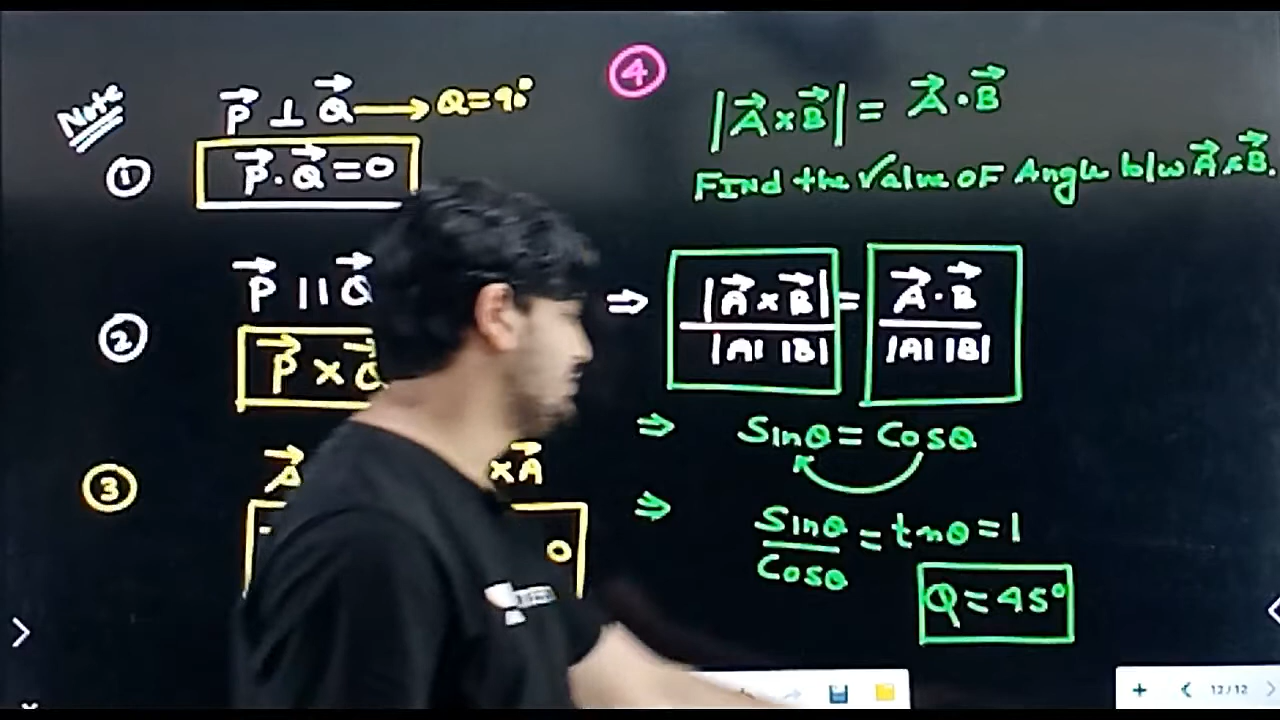 Note
P⃗ ⊥ Q⃗ → Q = 90°
① P⃗ · Q⃗ = 0
P⃗ || Q⃗
② P⃗ × Q
③ A⃗ × A⃗
- 0
④ |A⃗ × B⃗| = A⃗ · B⃗
FIND the Value OF Angle b/w A⃗ & B⃗.
⇒ |A⃗ × B⃗| / |A| |B| = A⃗ · B⃗ / |A| |B|
⇒ Sinθ = Cosθ
⇒ Sinθ / Cosθ = tnθ = 1
Q = 45°
12/12